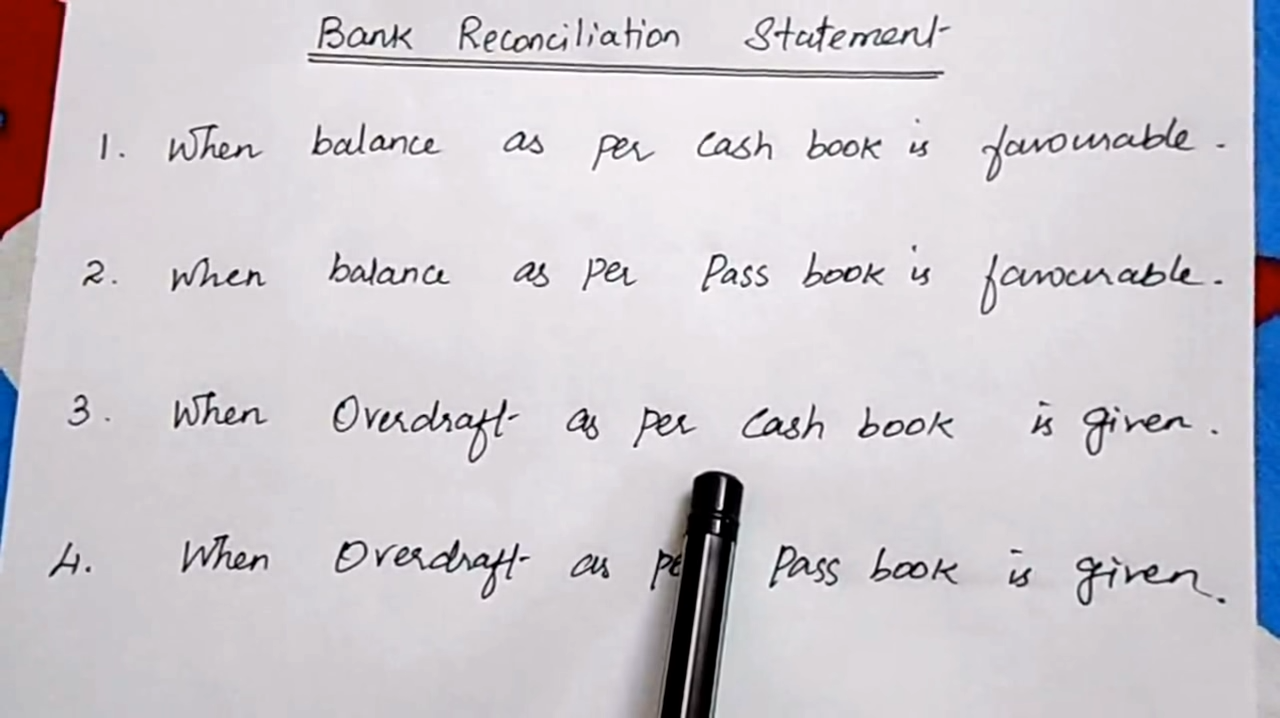 Bank Reconciliation Statement
1. When balance as per cash book is favourable.
2. When balance as per Pass book is favourable.
3. When Overdraft as per cash book is given.
4. When Overdraft as pe Pass book is given.